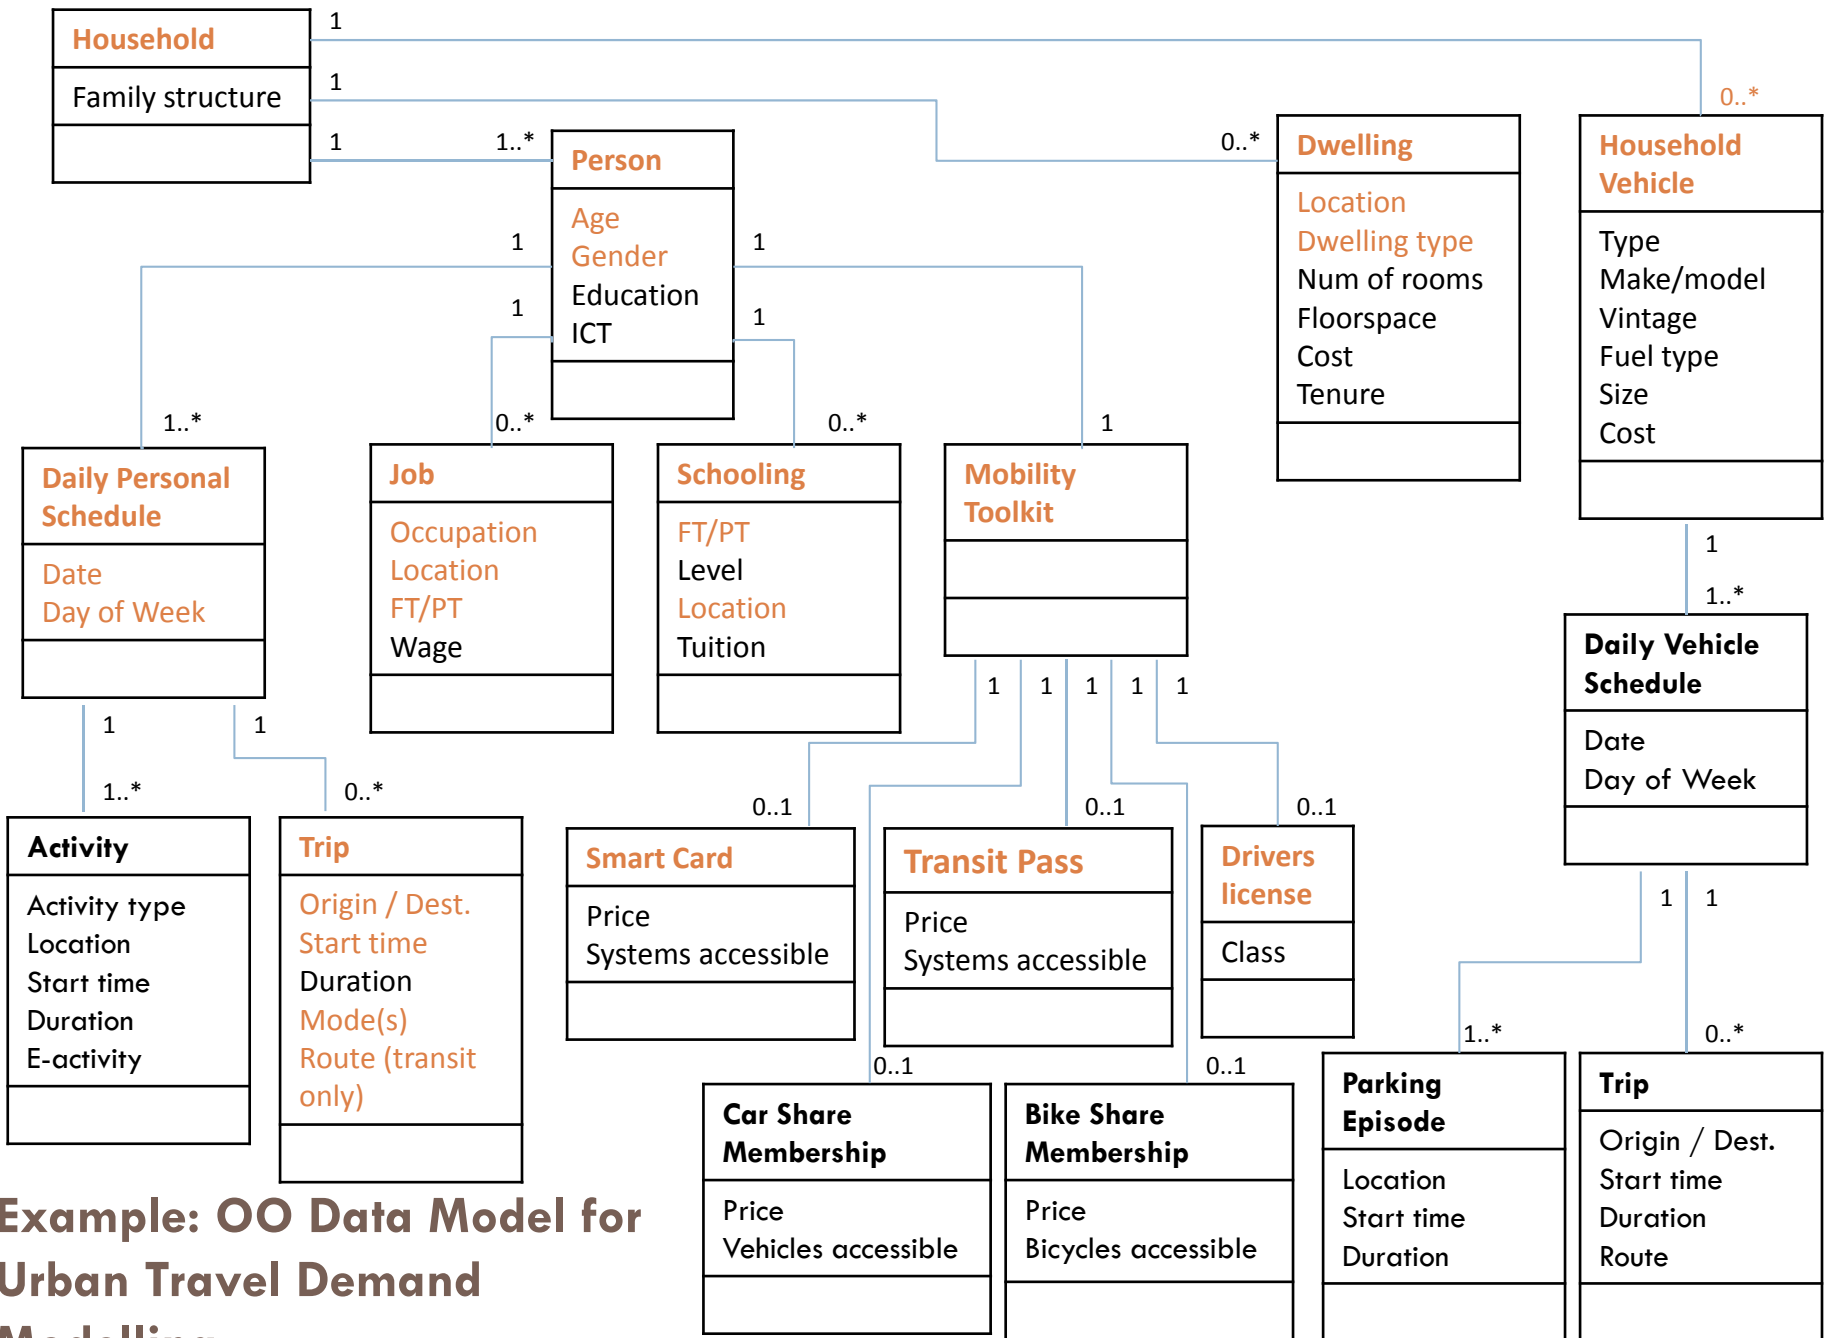 Household
Family structure
1
1
1
1..*
Person
Age
Gender
Education
ICT
1
1
1
1
0..*
Dwelling
Location
Dwelling type
Num of rooms
Floorspace
Cost
Tenure
0..*
Household
Vehicle
Type
Make/model
Vintage
Fuel type
Size
Cost
1..*
Daily Personal
Schedule
Date
Day of Week
0..*
Job
Occupation
Location
FT/PT
Wage
0..*
Schooling
FT/PT
Level
Location
Tuition
1
Mobility
Toolkit
1
1..*
Daily Vehicle
Schedule
Date
Day of Week
1
1
1..*
0..*
Activity
Activity type
Location
Start time
Duration
E-activity
Trip
Origin / Dest.
Start time
Duration
Mode(s)
Route (transit
only)
1
1
1
1
1
0..1
Smart Card
Price
Systems accessible
0..1
Transit Pass
Price
Systems accessible
0..1
Drivers
license
Class
0..1
Car Share
Membership
Price
Vehicles accessible
0..1
Bike Share
Membership
Price
Bicycles accessible
1
1
1..*
Parking
Episode
Location
Start time
Duration
0..*
Trip
Origin / Dest.
Start time
Duration
Route
Example: OO Data Model for
Urban Travel Demand
Modelling